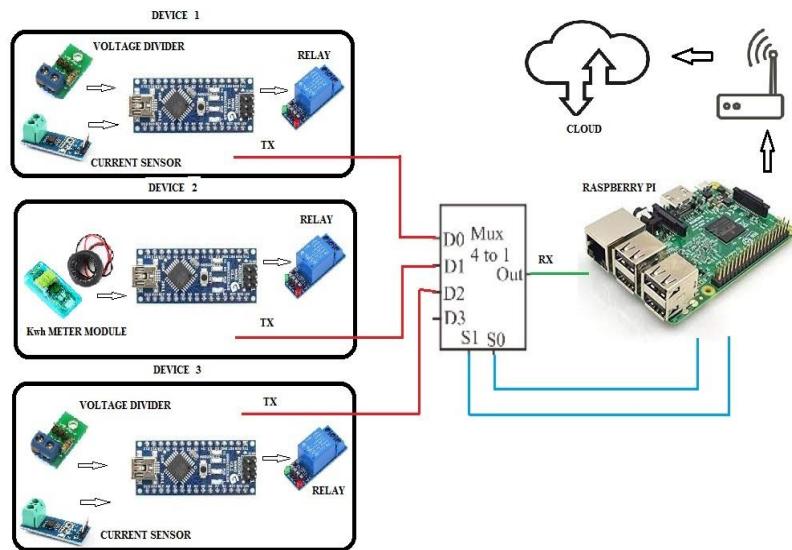 DEVICE 1
VOLTAGE DIVIDER
RELAY
CURRENT SENSOR
TX
DEVICE 2
RELAY
Kwh METER MODULE
TX
DEVICE 3
VOLTAGE DIVIDER
TX
RELAY
CURRENT SENSOR
D0
Mux
D1
4 to 1
D2
Out
D3
S1 S0
RX
RASPBERRY PI
CLOUD